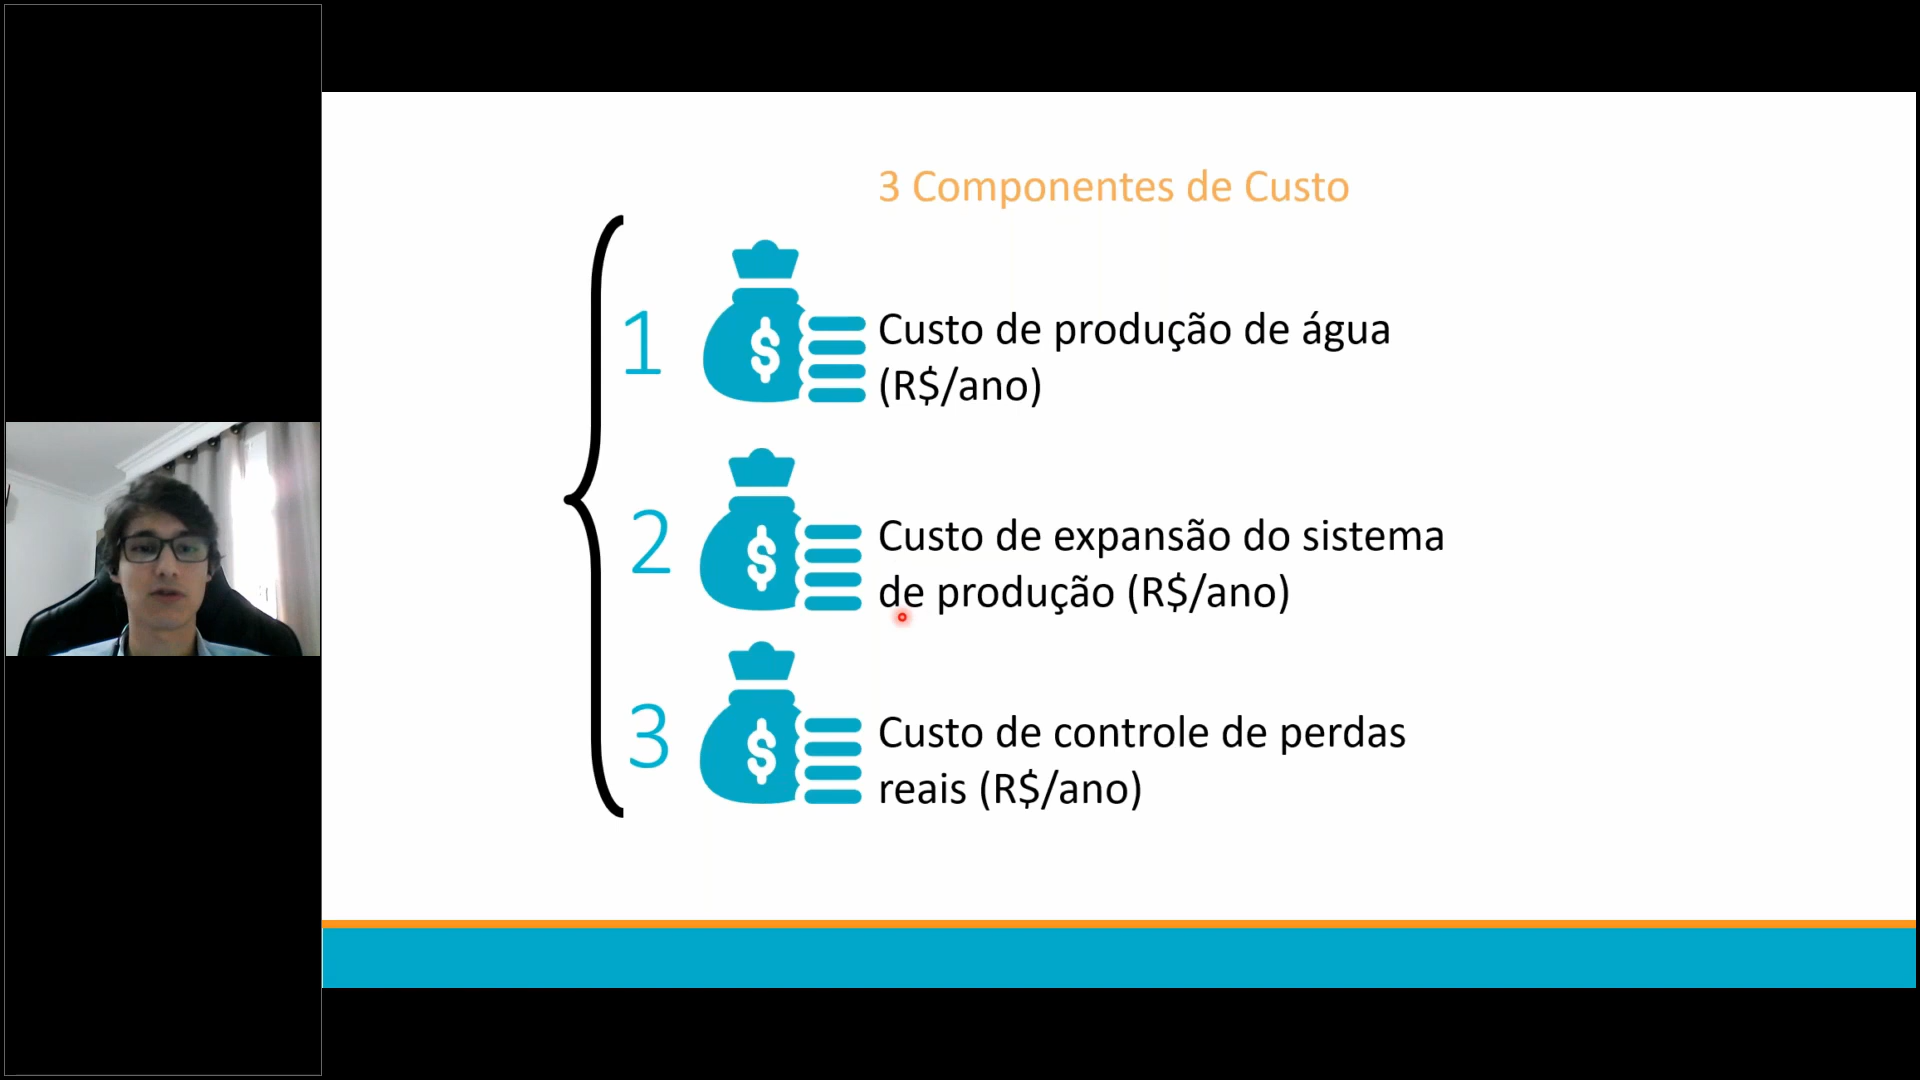 3 Componentes de Custo
1
$
Custo de produção de água
(R$/ano)
2
$
Custo de expansão do sistema
de produção (R$/ano)
3
$
Custo de controle de perdas
reais (R$/ano)